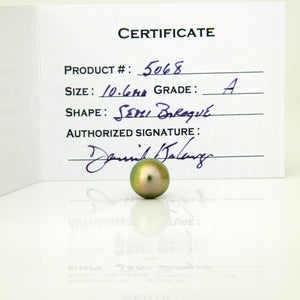 CERTIFICATE
PRODUCT #: 5068
SIZE: 10.6mm GRADE: A
SHAPE: SEMI BAROQUE
AUTHORIZED SIGNATURE: